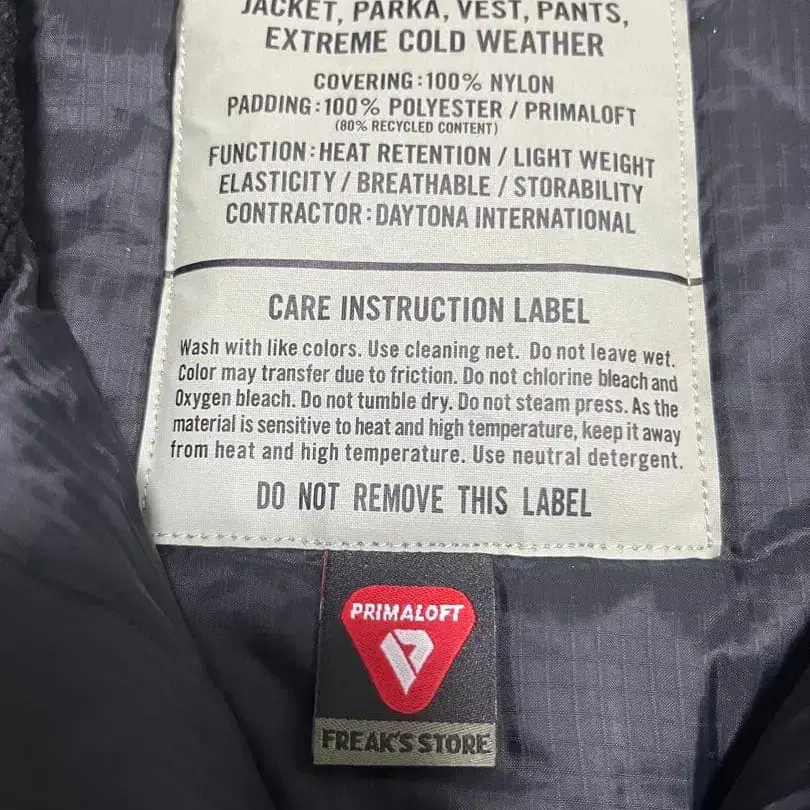 JACKET, PARKA, VEST, PANTS,
EXTREME COLD WEATHER
COVERING:100% NYLON
PADDING:100% POLYESTER / PRIMALOFT
(80% RECYCLED CONTENT)
FUNCTION:HEAT RETENTION / LIGHT WEIGHT
ELASTICITY / BREATHABLE / STORABILITY
CONTRACTOR:DAYTONA INTERNATIONAL
CARE INSTRUCTION LABEL
Wash with like colors. Use cleaning net. Do not leave wet.
Color may transfer due to friction. Do not chlorine bleach and
Oxygen bleach. Do not tumble dry. Do not steam press. As the
material is sensitive to heat and high temperature, keep it away
from heat and high temperature. Use neutral detergent.
DO NOT REMOVE THIS LABEL
PRIMALOFT
FREAK'S STORE